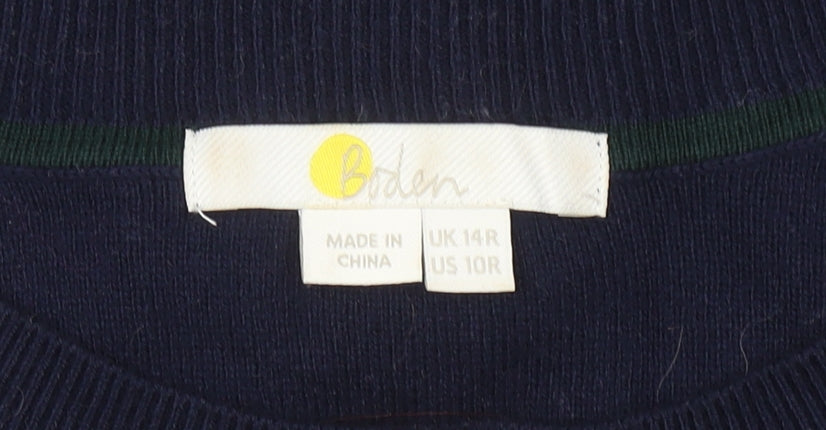 Boden
MADE IN
CHINA
UK 14R
US 10R